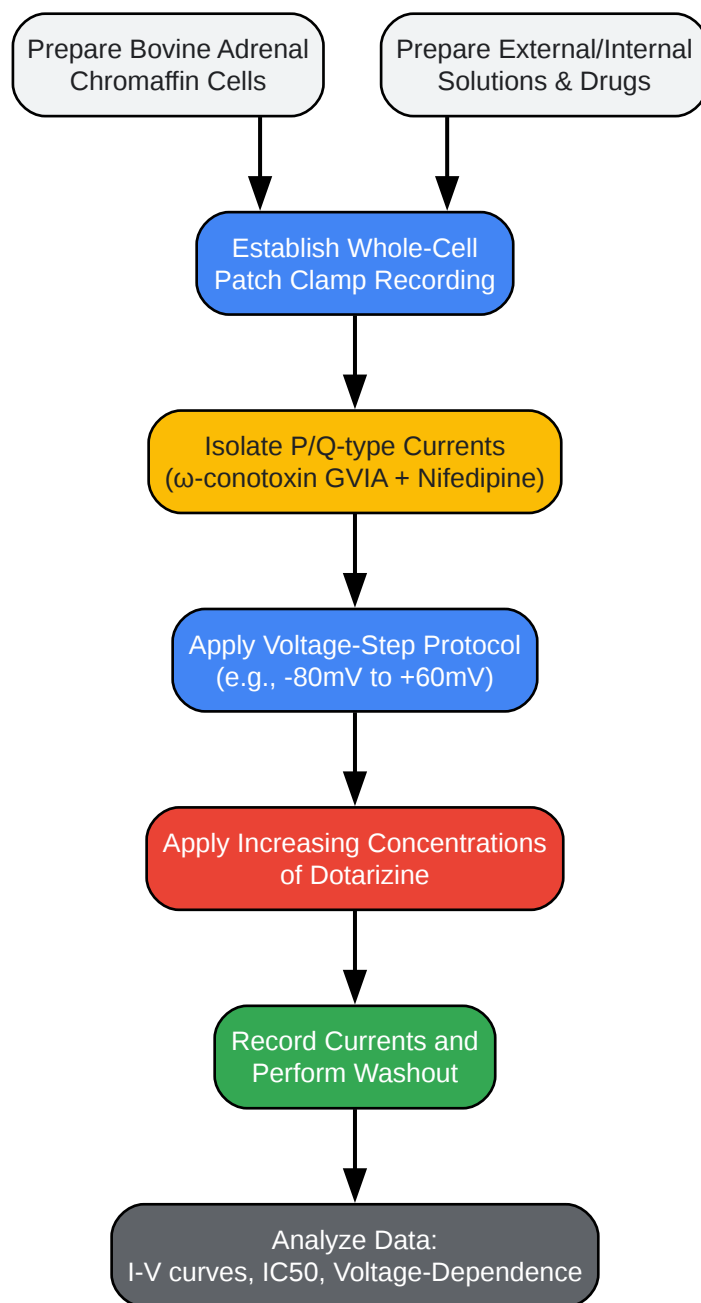 Prepare Bovine Adrenal
Chromaffin Cells
Prepare External/Internal
Solutions & Drugs
Establish Whole-Cell
Patch Clamp Recording
Isolate P/Q-type Currents
(ω-conotoxin GVIA + Nifedipine)
Apply Voltage-Step Protocol
(e.g., -80mV to +60mV)
Apply Increasing Concentrations
of Dotarizine
Record Currents and
Perform Washout
Analyze Data:
I-V curves, IC50, Voltage-Dependence